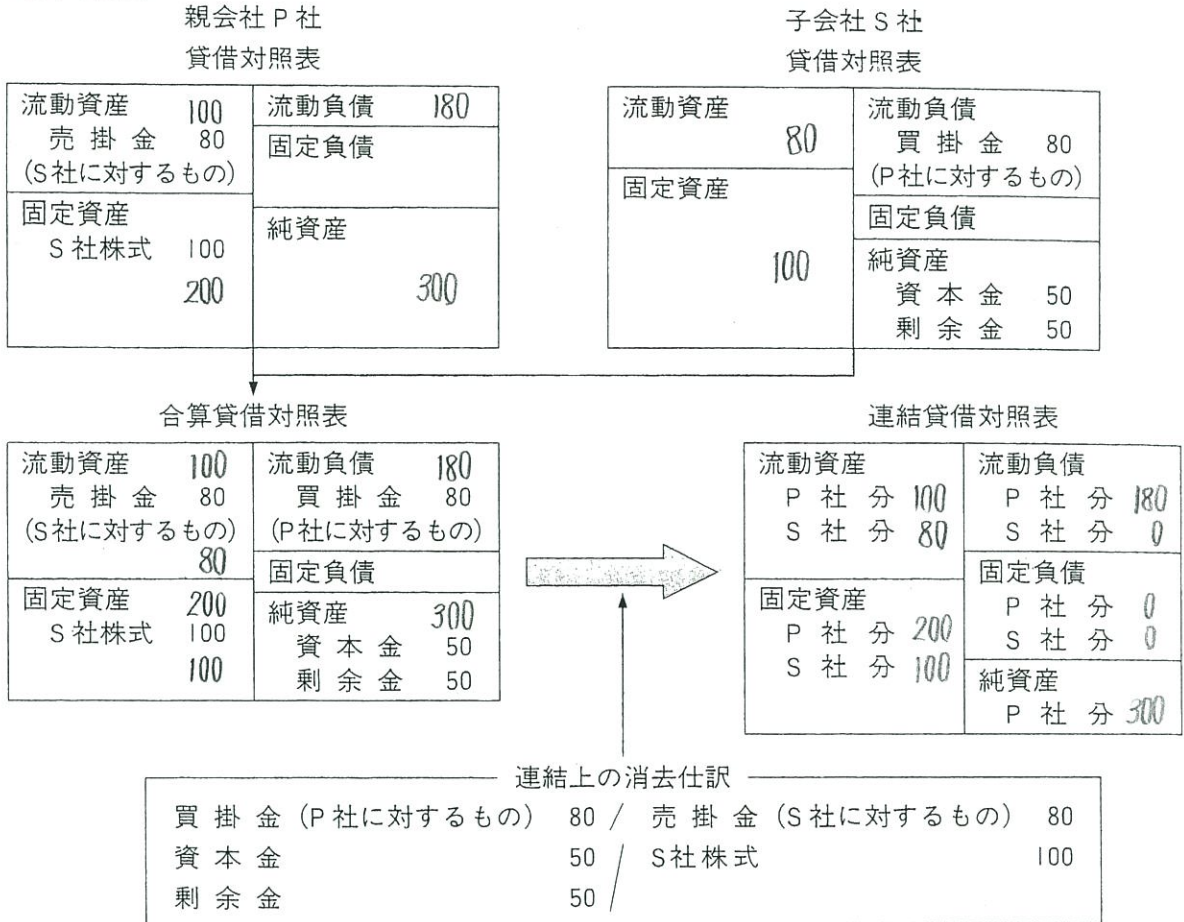 親会社P社
貸借対照表
流動資産 100
売掛金 80
(S社に対するもの)
固定資産
S社株式 100
200
流動負債 180
固定負債
純資産
300
子会社S社
貸借対照表
流動資産
80
固定資産
100
流動負債
買掛金 80
(P社に対するもの)
固定負債
純資産
資本金 50
剰余金 50
合算貸借対照表
流動資産 100
売掛金 80
(S社に対するもの)
80
固定資産 200
S社株式 100
100
流動負債 180
買掛金 80
(P社に対するもの)
固定負債
純資産 300
資本金 50
剰余金 50
連結貸借対照表
流動資産
P社分 100
S社分 80
固定資産
P社分 200
S社分 100
流動負債
P社分 180
S社分 0
固定負債
P社分 0
S社分 0
純資産
P社分 300
連結上の消去仕訳
買掛金(P社に対するもの) 80 / 売掛金(S社に対するもの) 80
資本金 50 / S社株式 100
剰余金 50